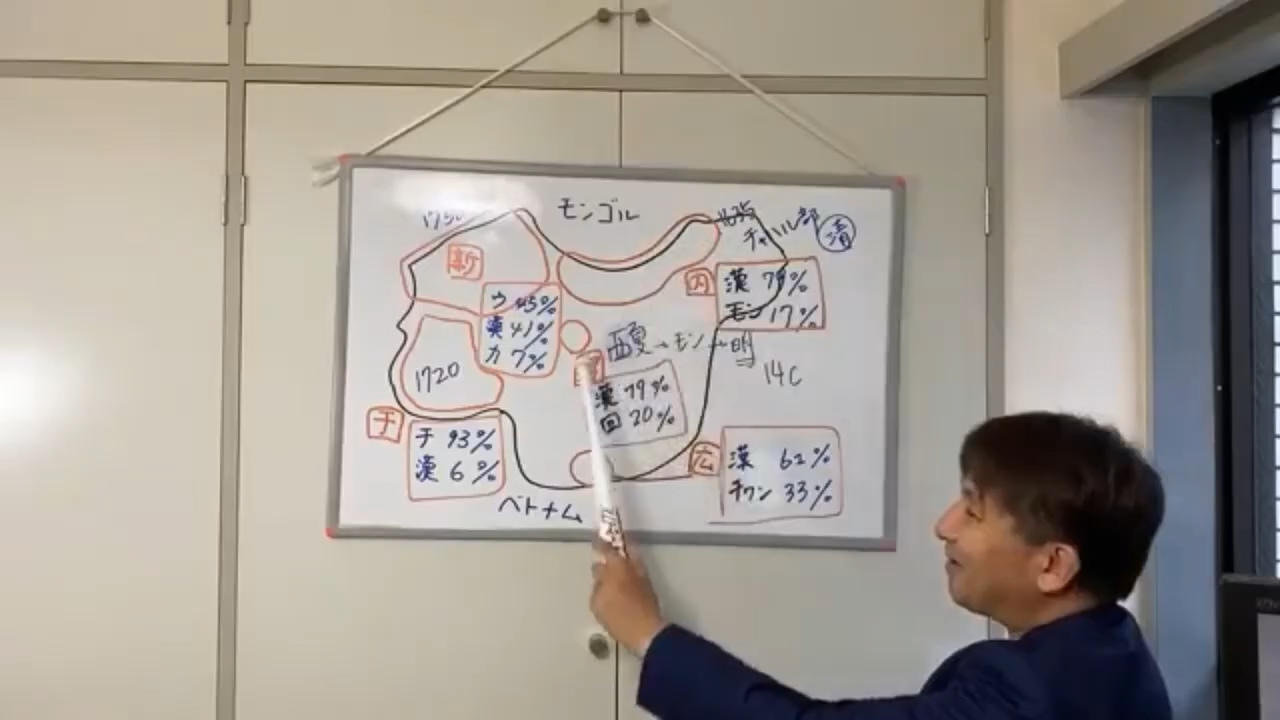 モンゴル
1635
チャハル部 清
新
内
漢 79%
モン 17%
ウ 45%
漢 41%
カ 7%
西夏→モン→明
14C
1720
漢 79%
回 20%
チ
チ 93%
漢 6%
広
漢 62%
チワン 33%
ベトナム